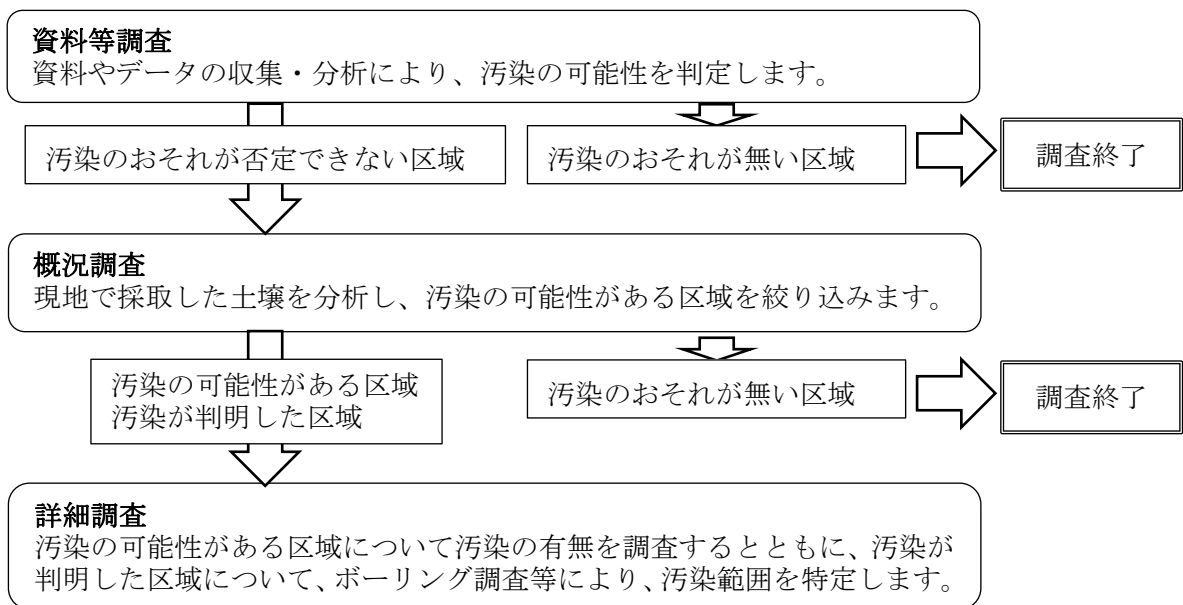 資料等調査
資料やデータの収集・分析により、汚染の可能性を判定します。
汚染のおそれが否定できない区域
汚染のおそれが無い区域
調査終了
概況調査
現地で採取した土壌を分析し、汚染の可能性がある区域を絞り込みます。
汚染の可能性がある区域
汚染が判明した区域
汚染のおそれが無い区域
調査終了
詳細調査
汚染の可能性がある区域について汚染の有無を調査するとともに、汚染が
判明した区域について、ボーリング調査等により、汚染範囲を特定します。